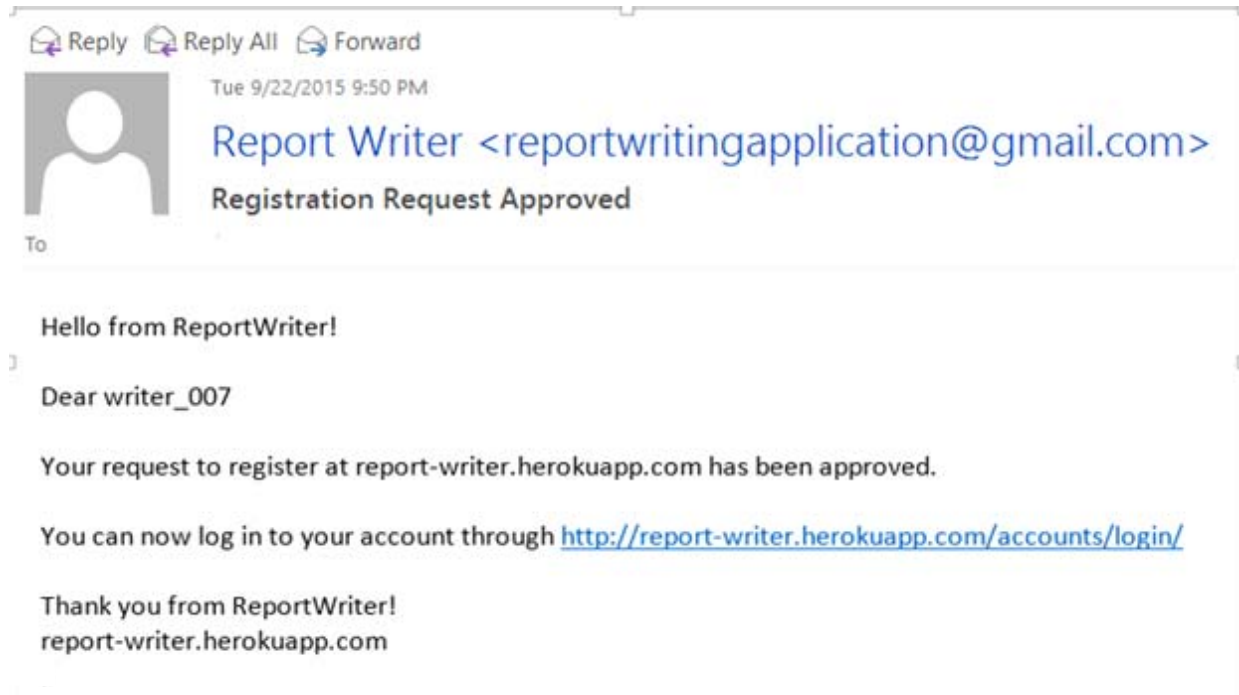 Reply Reply All Forward
Tue 9/22/2015 9:50 PM
Report Writer <reportwritingapplication@gmail.com>
Registration Request Approved
To
Hello from ReportWriter!
Dear writer_007
Your request to register at report-writer.herokuapp.com has been approved.
You can now log in to your account through http://report-writer.herokuapp.com/accounts/login/
Thank you from ReportWriter!
report-writer.herokuapp.com